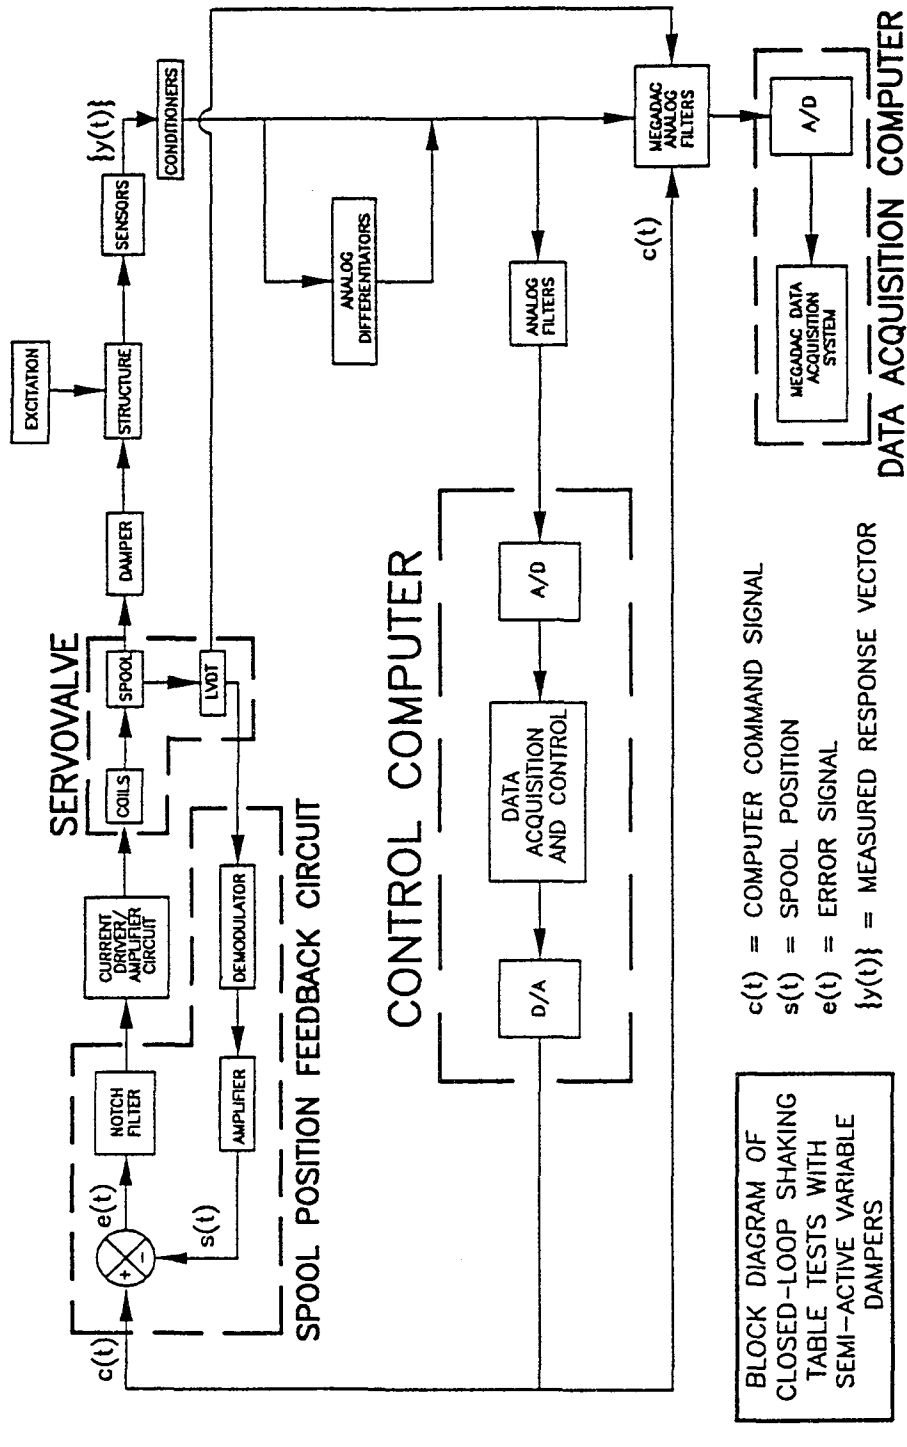 EXCITATION
SERVOVALVE
{y(t)}
c(t)
e(t)
NOTCH
FILTER
CURRENT
DRIVER/
AMPLIFIER
CIRCUIT
COILS
SPOOL
DAMPER
STRUCTURE
SENSORS
CONDITIONERS
+
−
s(t)
AMPLIFIER
DEMODULATOR
LVDT
SPOOL POSITION FEEDBACK CIRCUIT
ANALOG
DIFFERENTIATORS
CONTROL COMPUTER
D/A
DATA
ACQUISITION
AND CONTROL
A/D
ANALOG
FILTERS
c(t)
MEGADAC
ANALOG
FILTERS
A/D
MEGADAC DATA
ACQUISITION
SYSTEM
DATA ACQUISITION COMPUTER
BLOCK DIAGRAM OF
CLOSED-LOOP SHAKING
TABLE TESTS WITH
SEMI-ACTIVE VARIABLE
DAMPERS
c(t) = COMPUTER COMMAND SIGNAL
s(t) = SPOOL POSITION
e(t) = ERROR SIGNAL
{y(t)} = MEASURED RESPONSE VECTOR